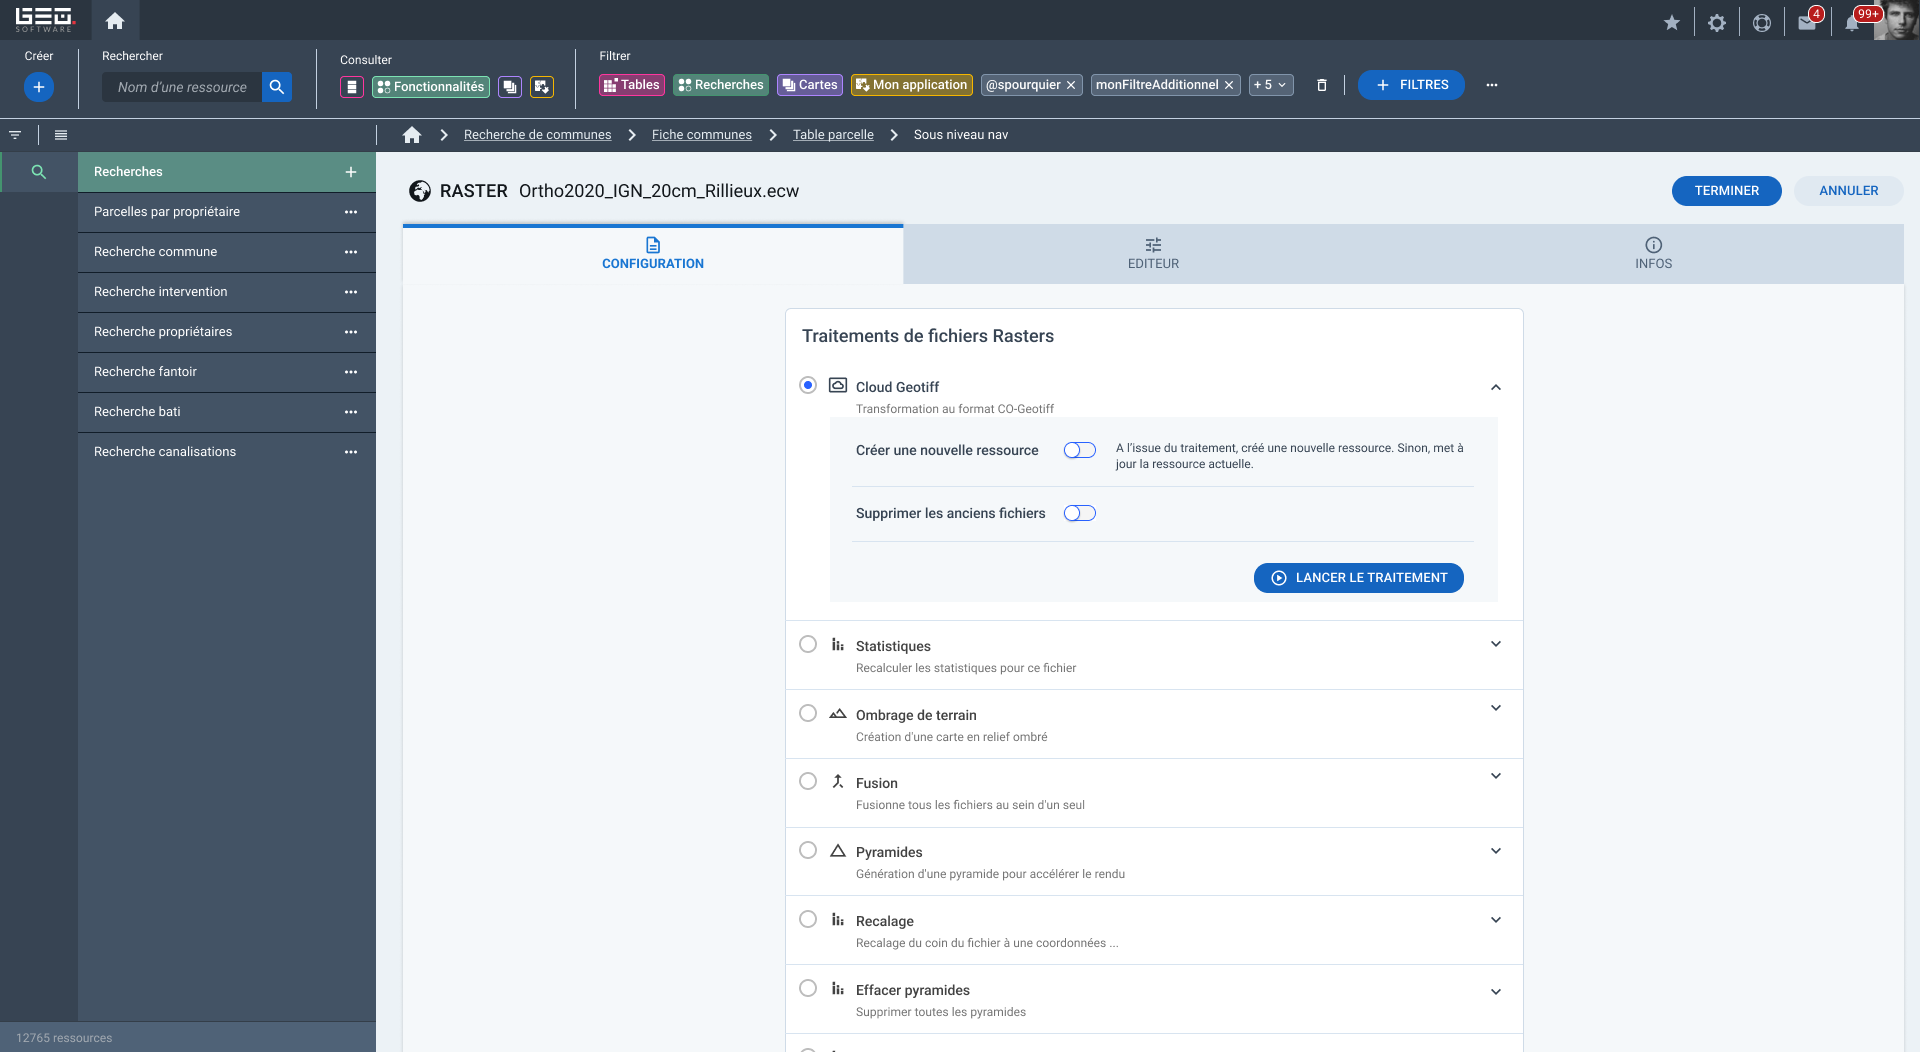 GEO.
SOFTWARE
4
99+
Créer
Rechercher
Nom d'une ressource
Consulter
Fonctionnalités
Filtrer
Tables
Recherches
Cartes
Mon application
@spourquier
monFiltreAdditionnel
+ 5
FILTRES
Recherche de communes
Fiche communes
Table parcelle
Sous niveau nav
Recherches
Parcelles par propriétaire
Recherche commune
Recherche intervention
Recherche propriétaires
Recherche fantoir
Recherche bati
Recherche canalisations
12765 ressources
RASTER Ortho2020_IGN_20cm_Rillieux.ecw
TERMINER
ANNULER
CONFIGURATION
EDITEUR
INFOS
Traitements de fichiers Rasters
Cloud Geotiff
Transformation au format CO-Geotiff
Créer une nouvelle ressource
A l’issue du traitement, créé une nouvelle ressource. Sinon, met à
jour la ressource actuelle.
Supprimer les anciens fichiers
LANCER LE TRAITEMENT
Statistiques
Recalculer les statistiques pour ce fichier
Ombrage de terrain
Création d'une carte en relief ombré
Fusion
Fusionne tous les fichiers au sein d'un seul
Pyramides
Génération d'une pyramide pour accélérer le rendu
Recalage
Recalage du coin du fichier à une coordonnées ...
Effacer pyramides
Supprimer toutes les pyramides